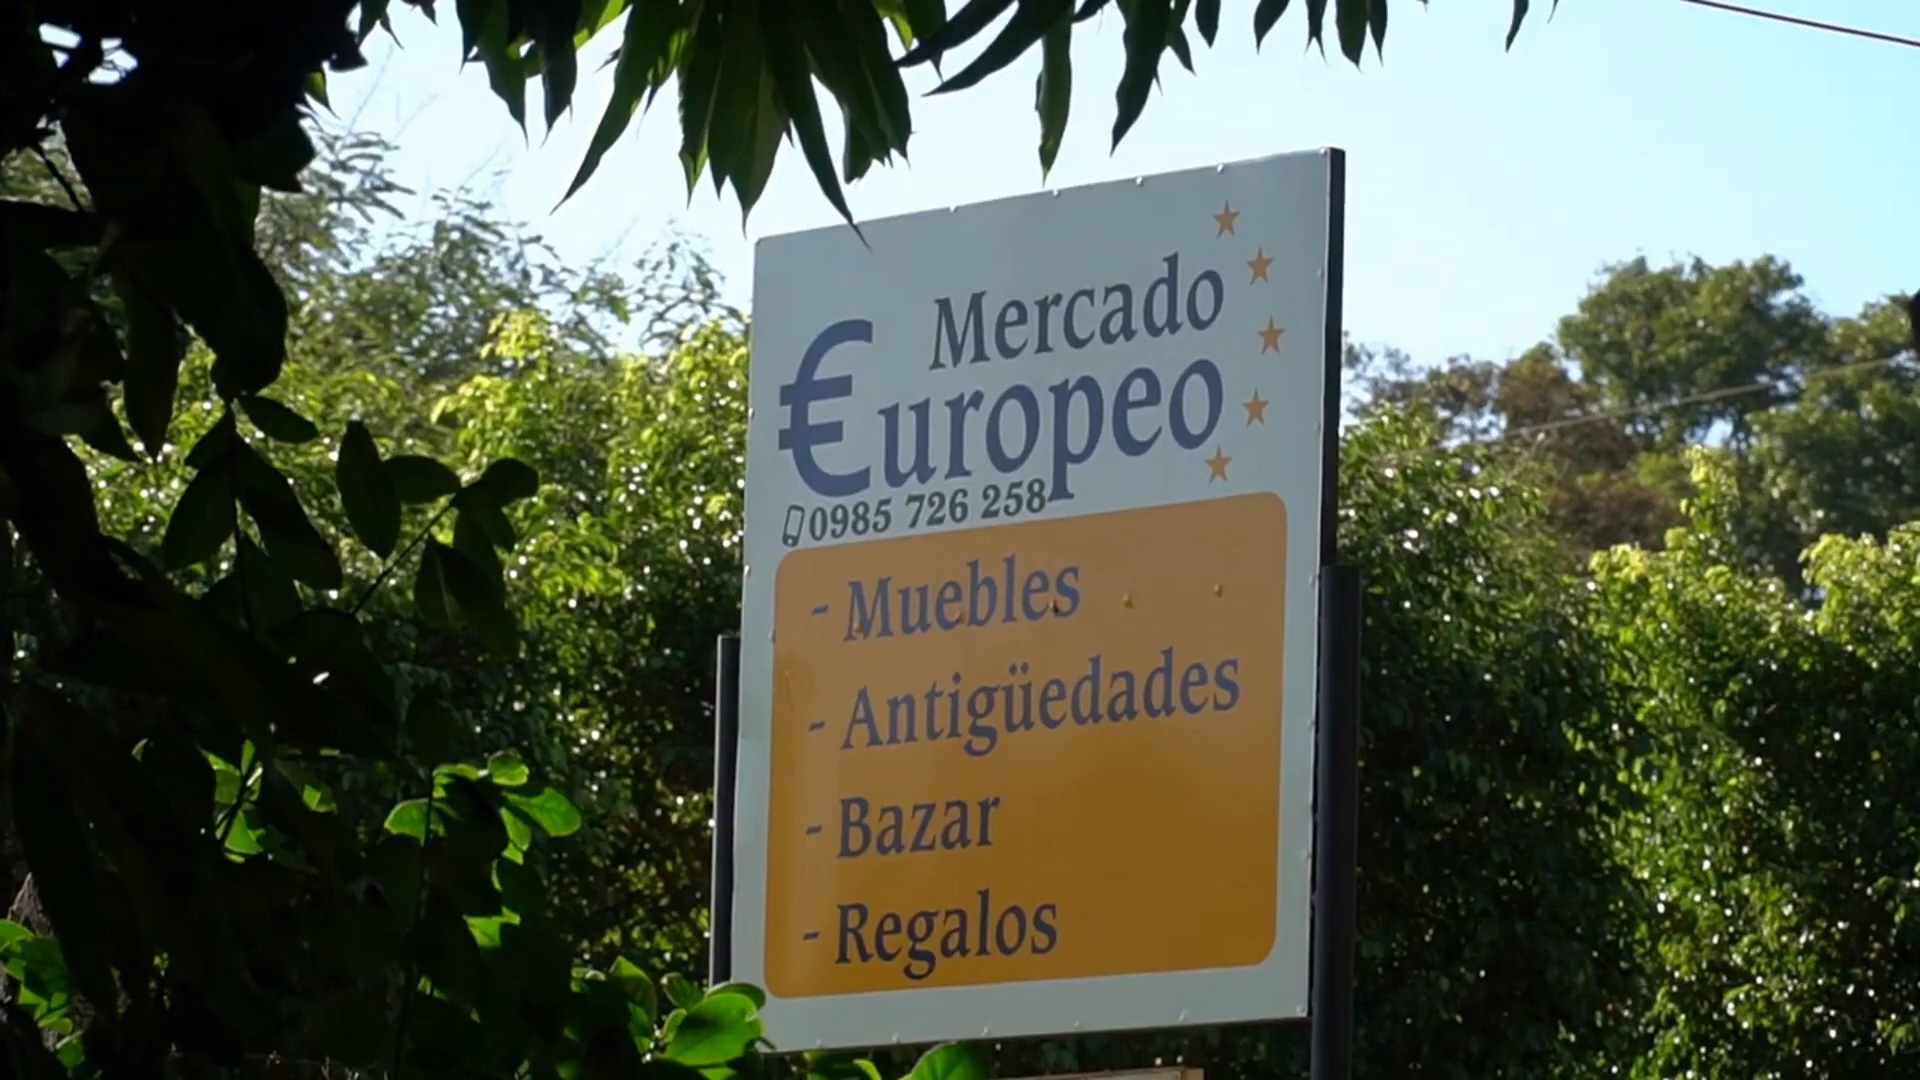 Mercado
€uropeo
0985 726 258
- Muebles
- Antigüedades
- Bazar
- Regalos